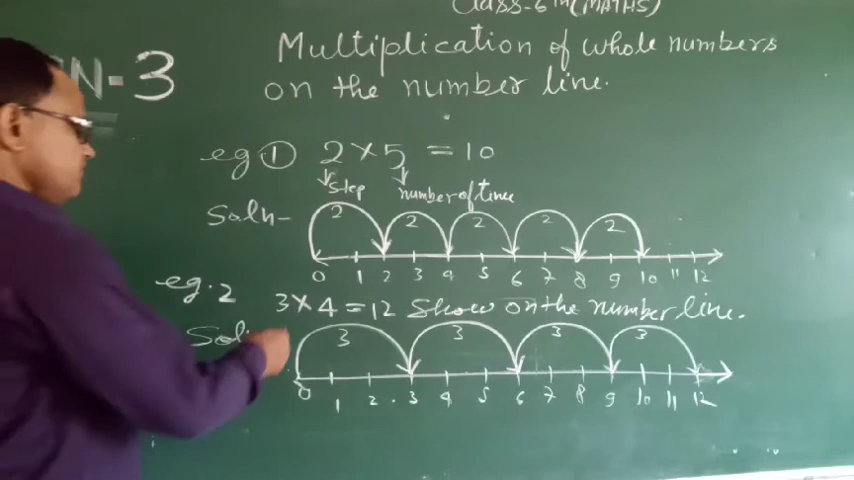 Class-6th (MATHS)
N-3
Multiplication of whole numbers
on the number line.
eg ① 2×5 = 10
Step number of times
Soln-
2 2 2 2 2
0 1 2 3 4 5 6 7 8 9 10 11 12
eg. 2 3×4=12 Show on the number line.
Sol
3 3 3 3
0 1 2 3 4 5 6 7 8 9 10 11 12